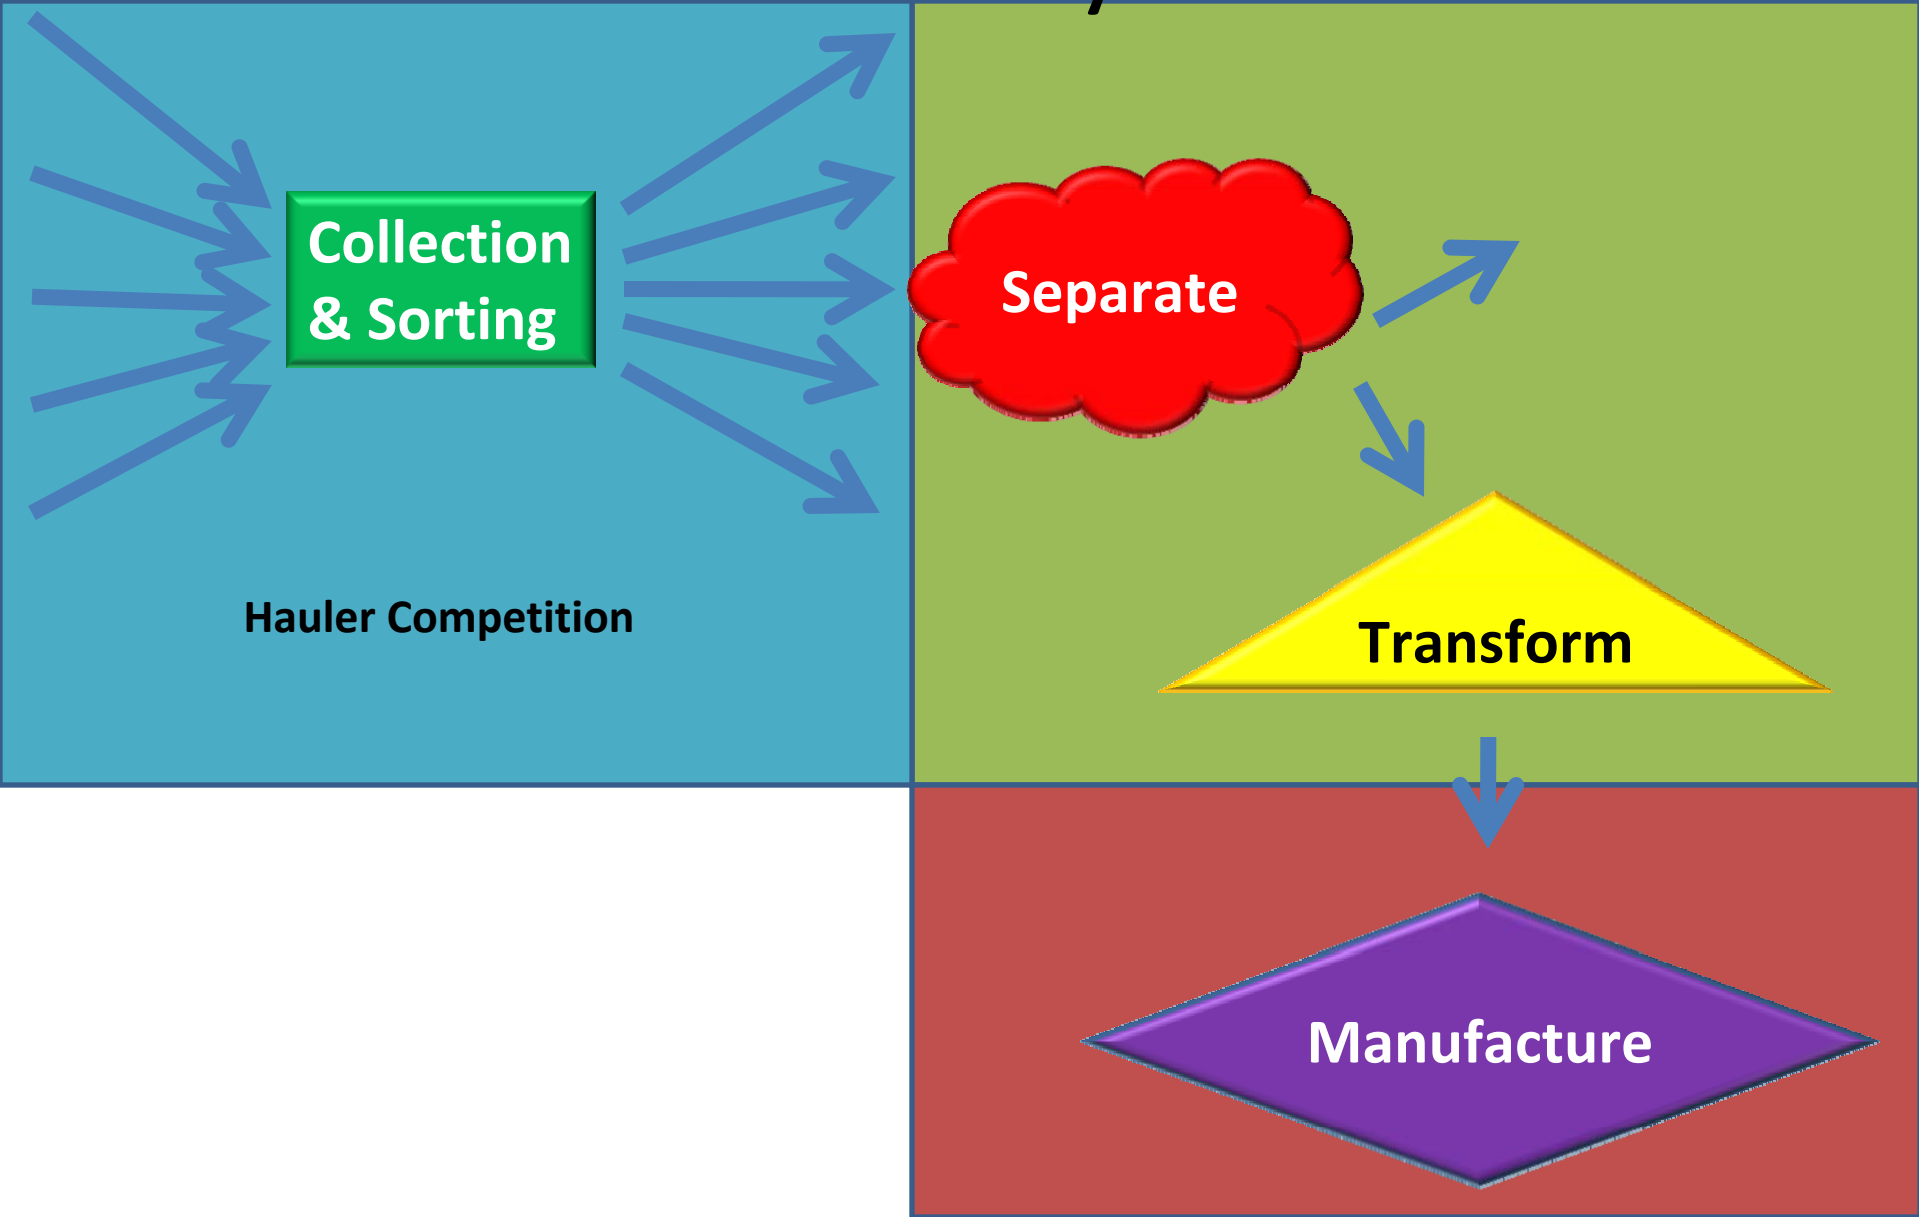 Collection
& Sorting
Separate
Hauler Competition
Transform
Manufacture